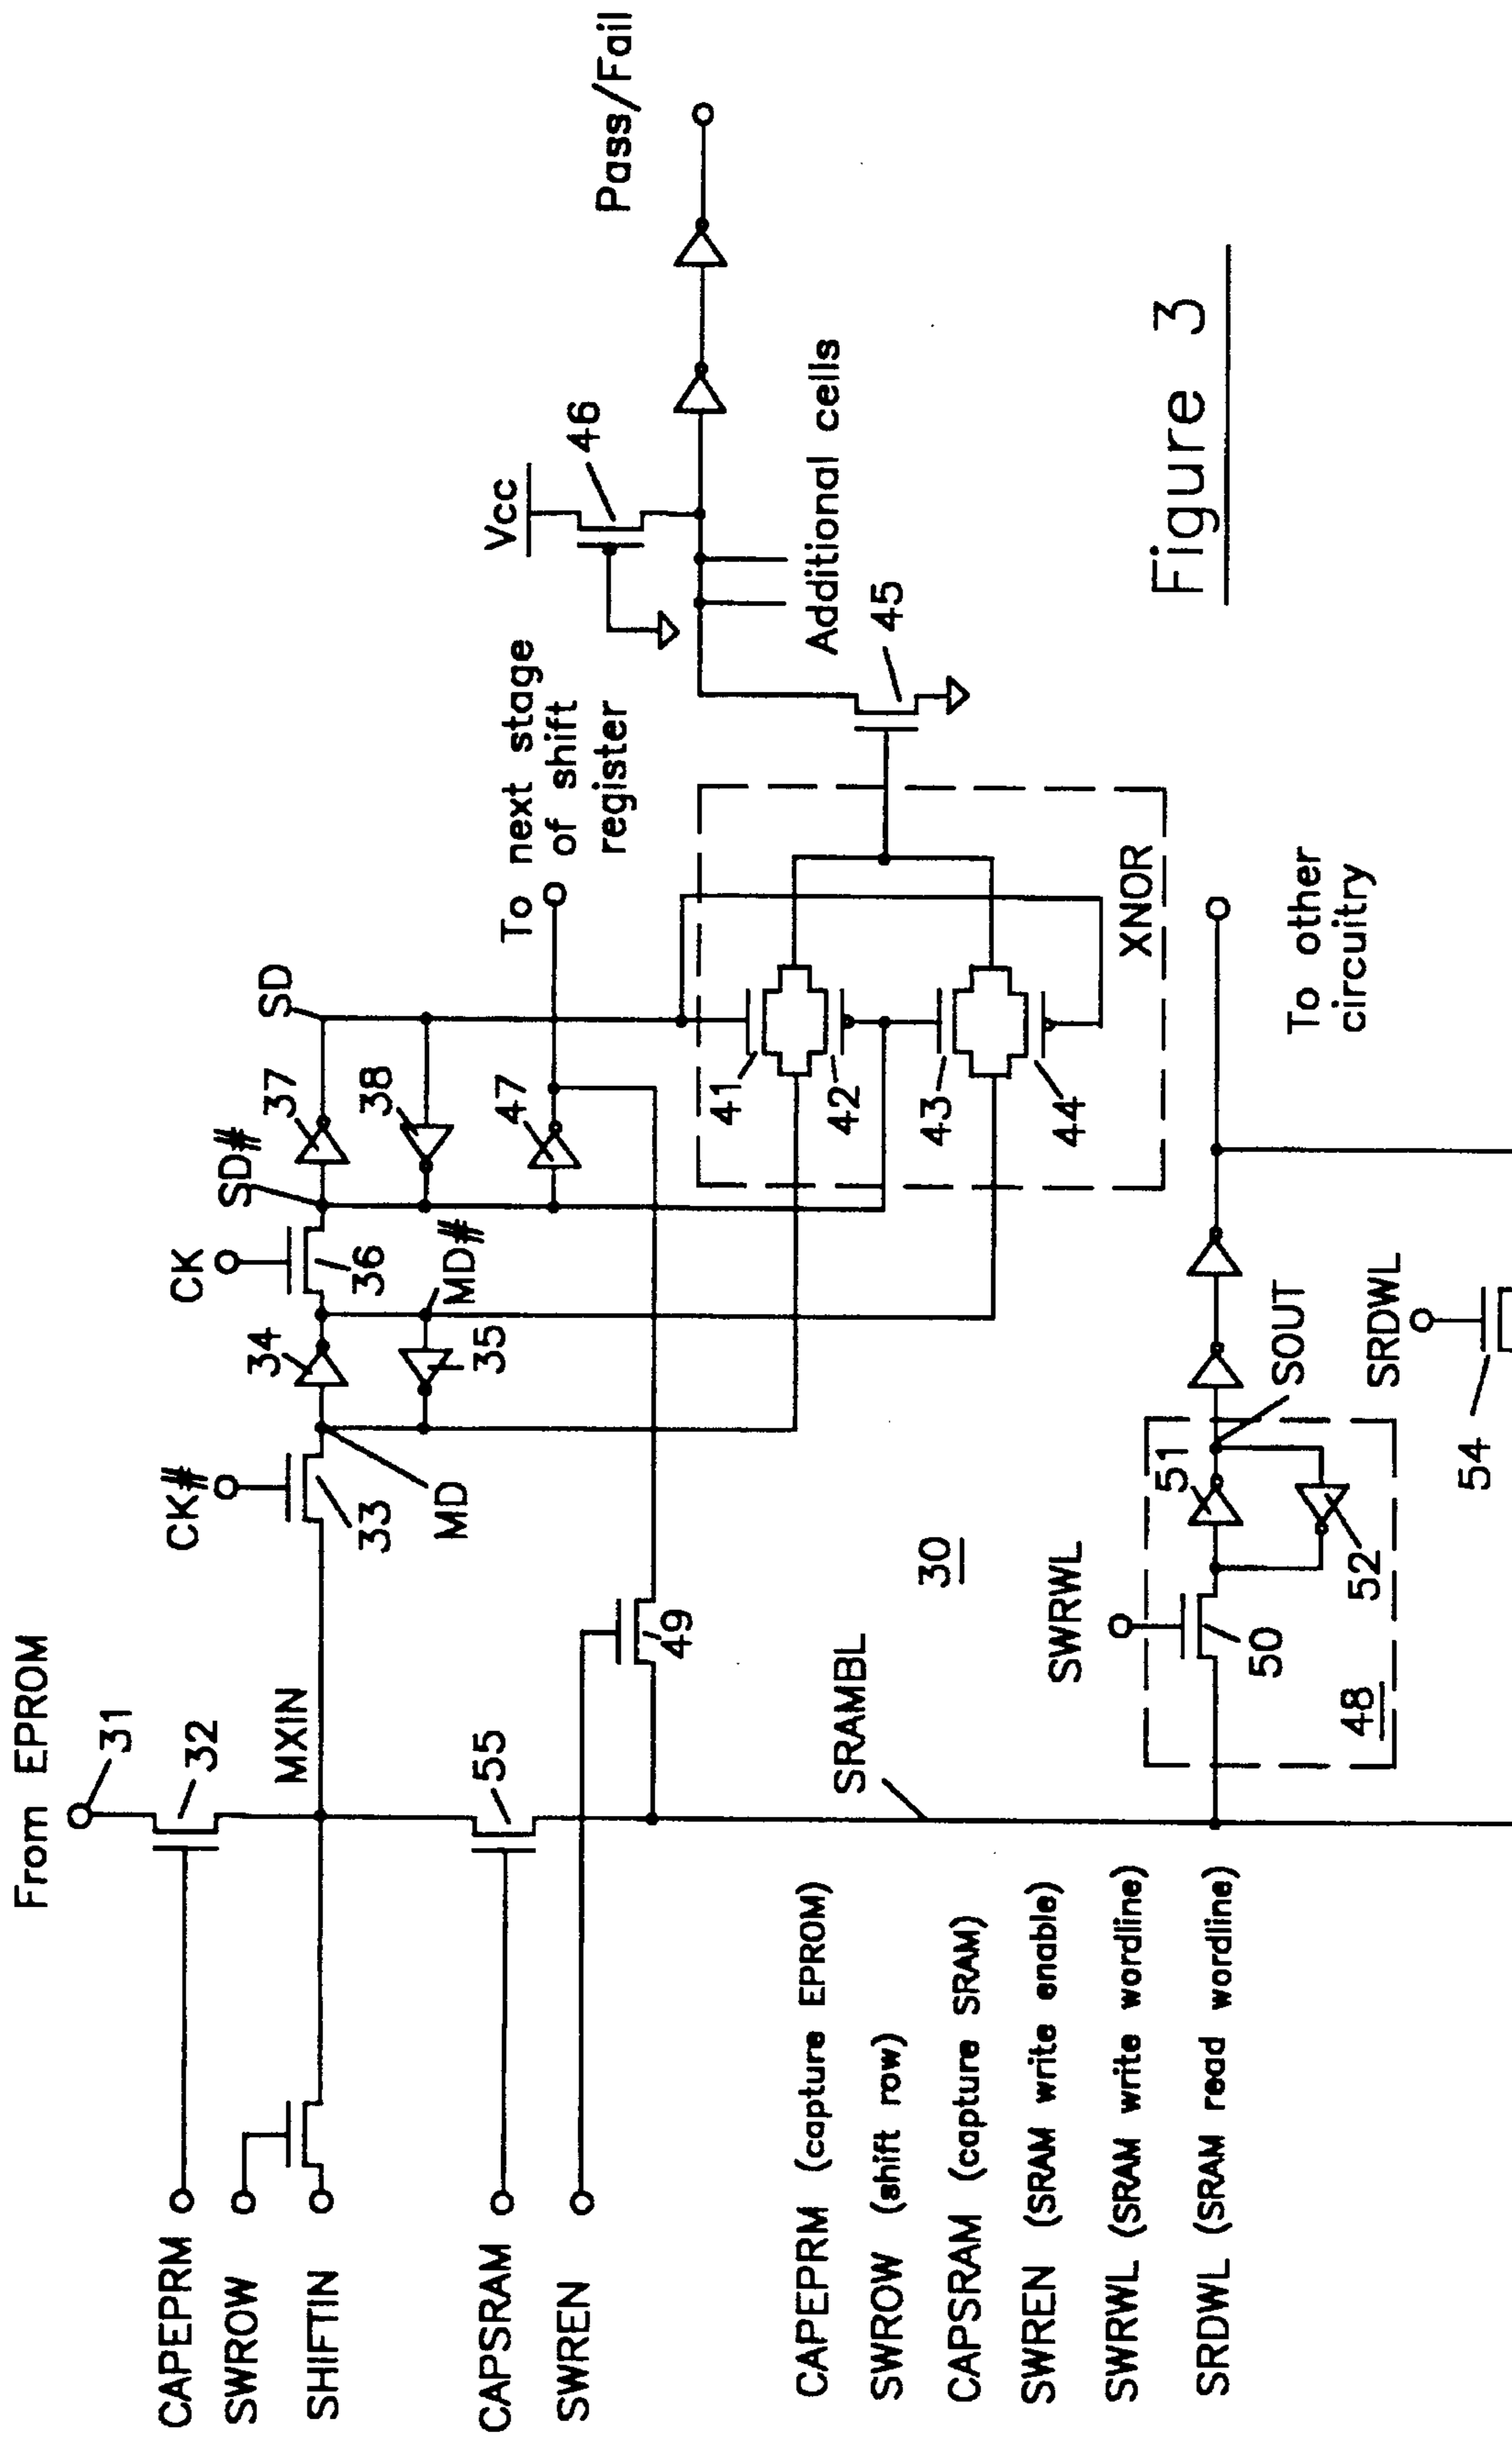 From EPROM
31
CAPEPRM
32
SWROW
SHIFTIN
MXIN
CK#
33
MD
34
35
MD#
CK
36
SD#
37
38
SD
47
To next stage
of shift
register
Vcc
46
Pass/Fail
CAPSRAM
55
SWREN
49
41
42
43
44
XNOR
45
Additional cells
SRAMBL
30
SWRWL
50
48
51
52
SOUT
SRDWL
54
To other
circuitry
CAPEPRM (capture EPROM)
SWROW (shift row)
CAPSRAM (capture SRAM)
SWREN (SRAM write enable)
SWRWL (SRAM write wordline)
SRDWL (SRAM read wordline)
Figure 3